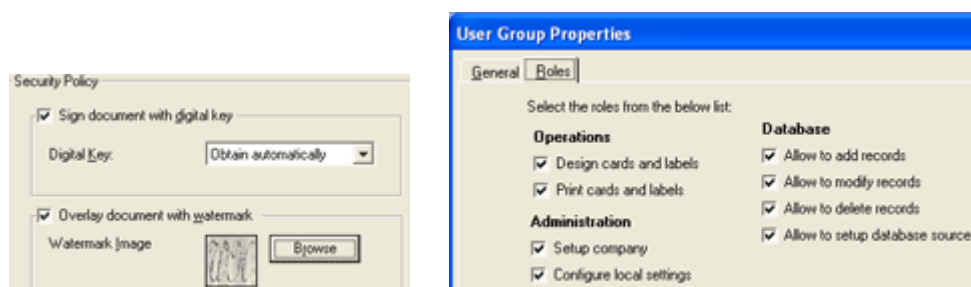 Security Policy
Sign document with digital key
Digital Key:
Obtain automatically
Overlay document with watermark
Watermark Image
Browse
User Group Properties
General
Roles
Select the roles from the below list:
Operations
Design cards and labels
Print cards and labels
Administration
Setup company
Configure local settings
Database
Allow to add records
Allow to modify records
Allow to delete records
Allow to setup database source